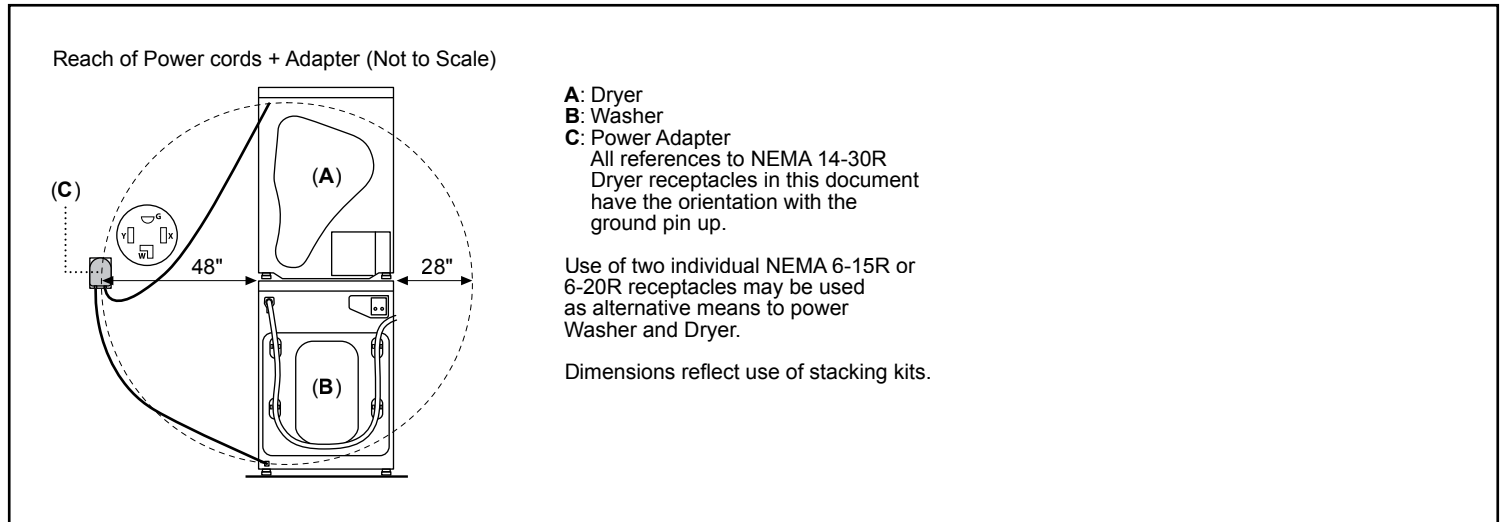 Reach of Power cords + Adapter (Not to Scale)
A: Dryer
B: Washer
C: Power Adapter
All references to NEMA 14-30R
Dryer receptacles in this document
have the orientation with the
ground pin up.
Use of two individual NEMA 6-15R or
6-20R receptacles may be used
as alternative means to power
Washer and Dryer.
Dimensions reflect use of stacking kits.
(A)
(C)
G
Y
X
W
48"
28"
(B)